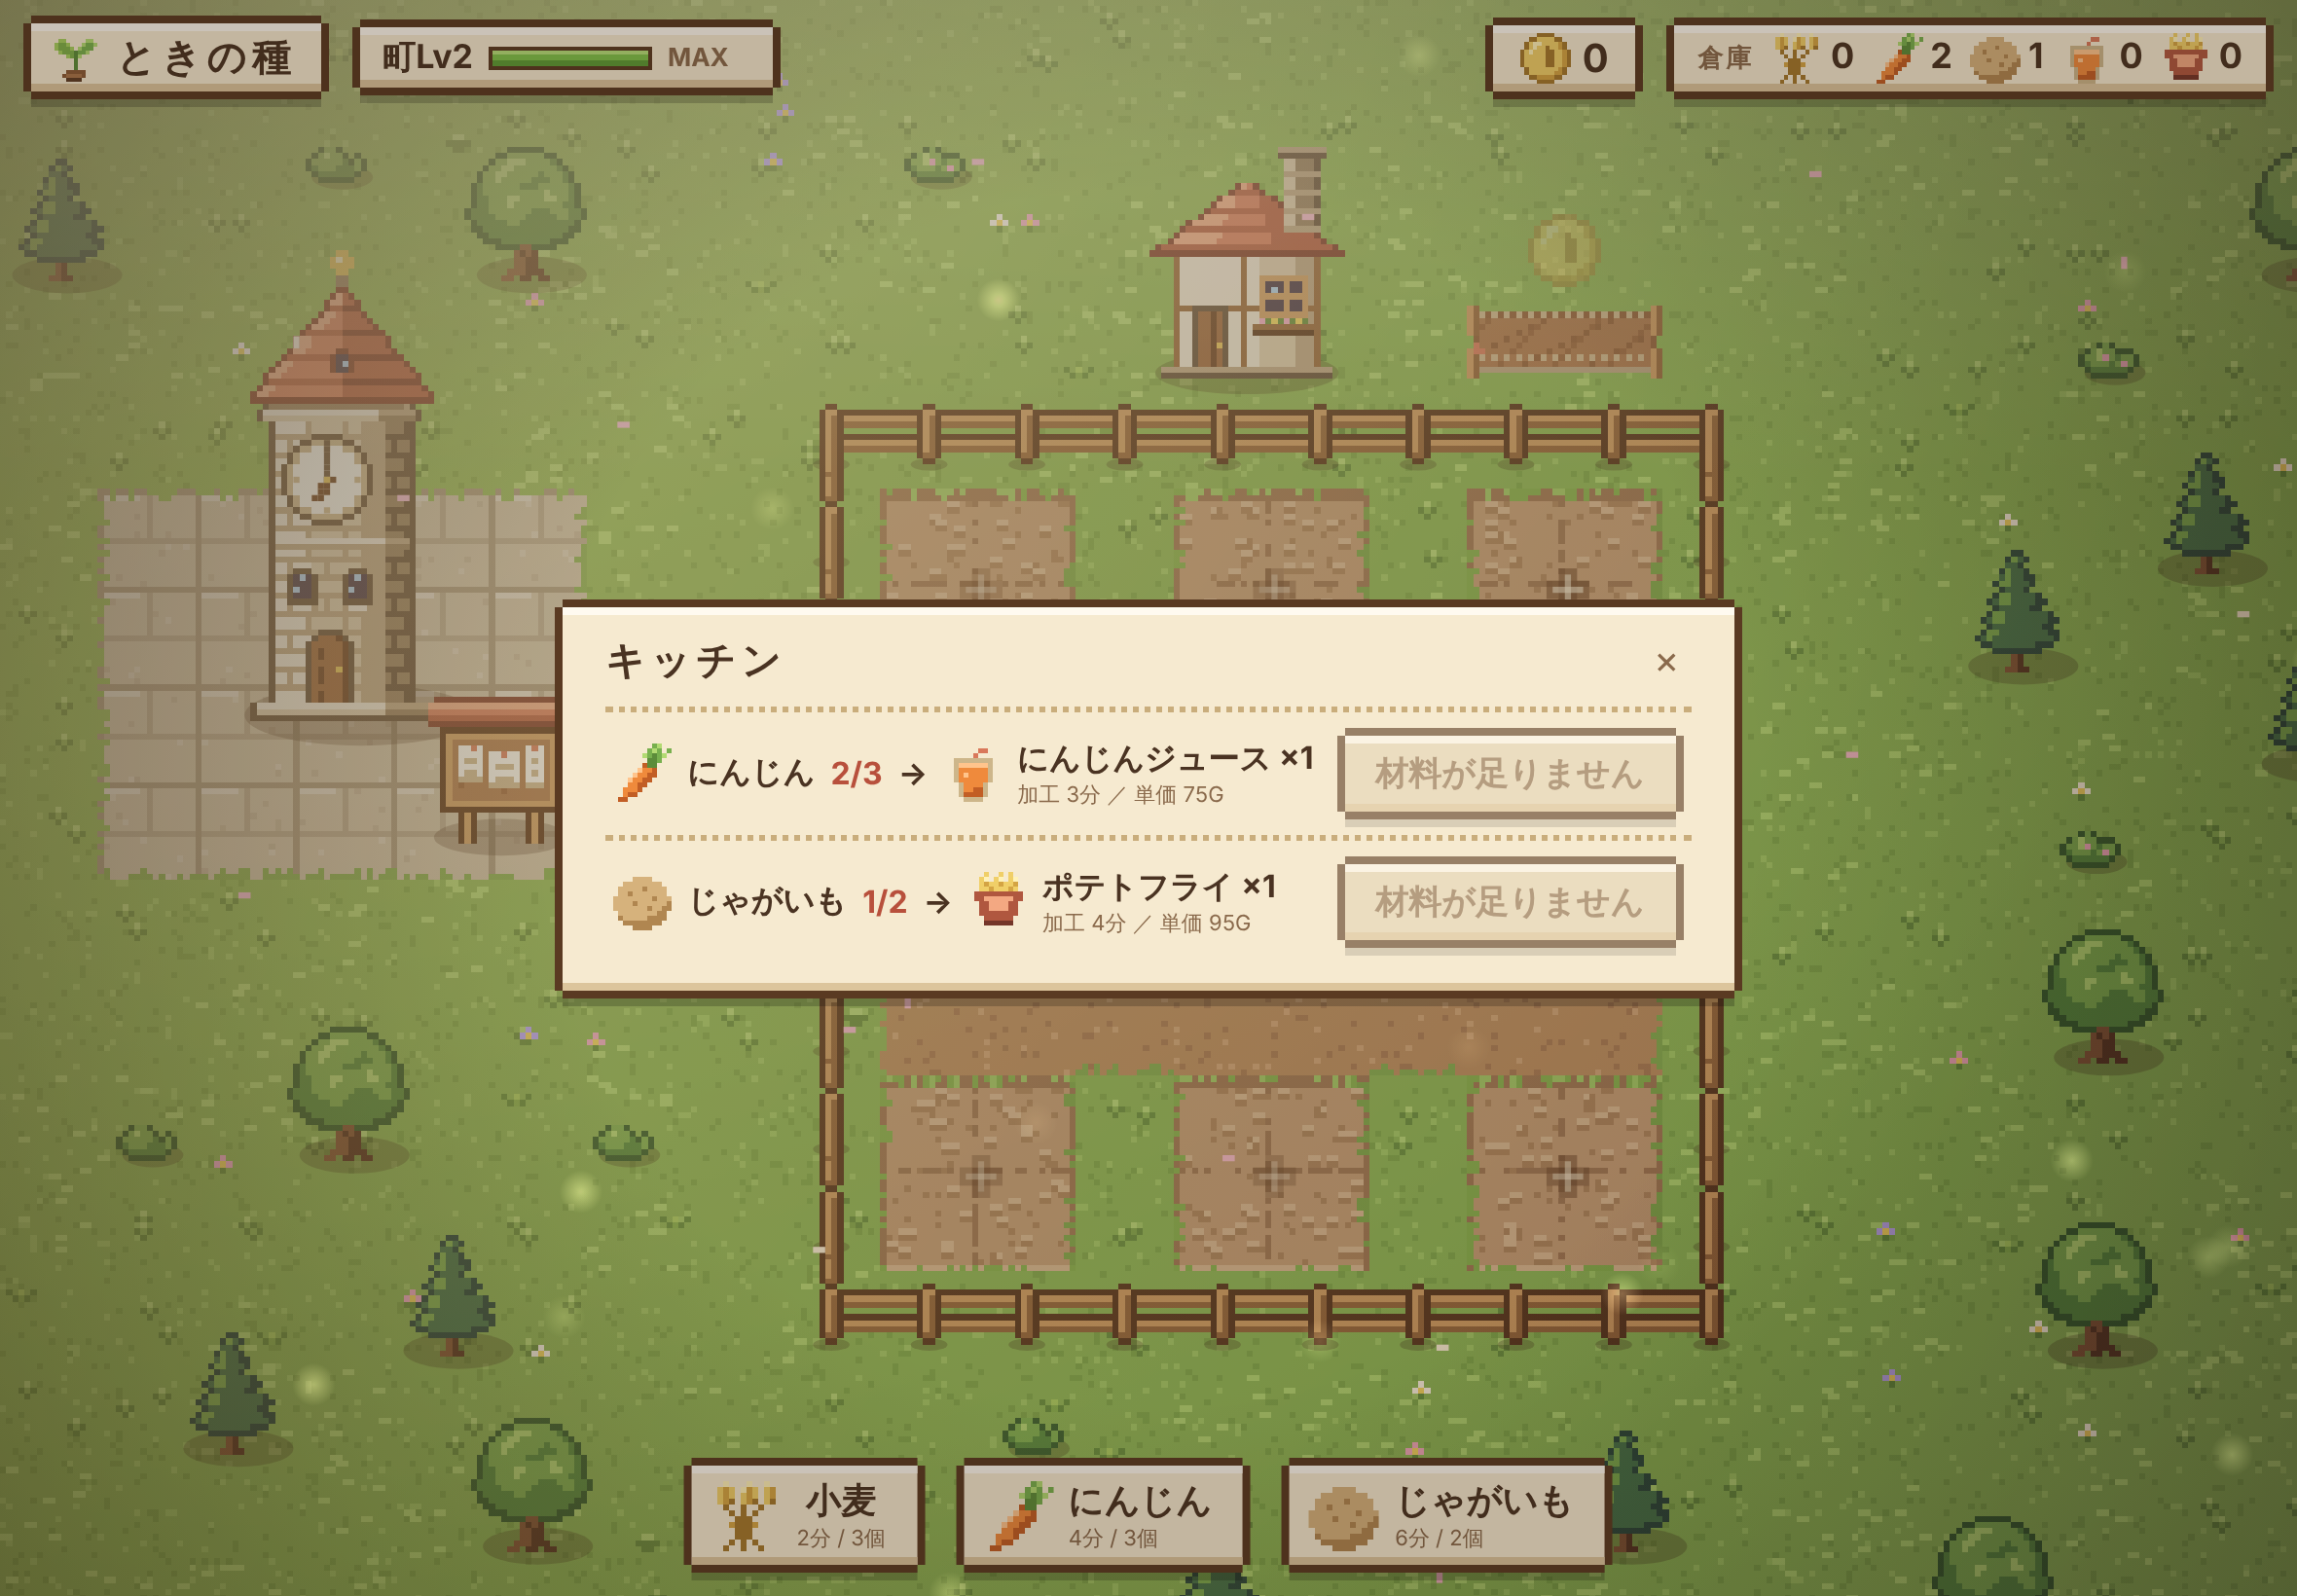 ときの種
町Lv2 MAX
0
倉庫 0 2 1 0 0
キッチン ×
にんじん 2/3 → にんじんジュース ×1 材料が足りません
加工 3分 / 単価 75G
じゃがいも 1/2 → ポテトフライ ×1 材料が足りません
加工 4分 / 単価 95G
小麦
2分 / 3個
にんじん
4分 / 3個
じゃがいも
6分 / 2個